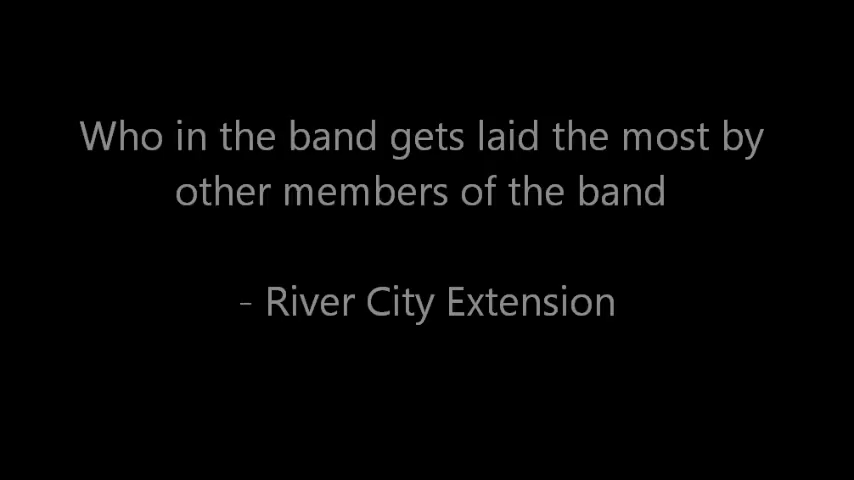 Who in the band gets laid the most by
other members of the band
- River City Extension